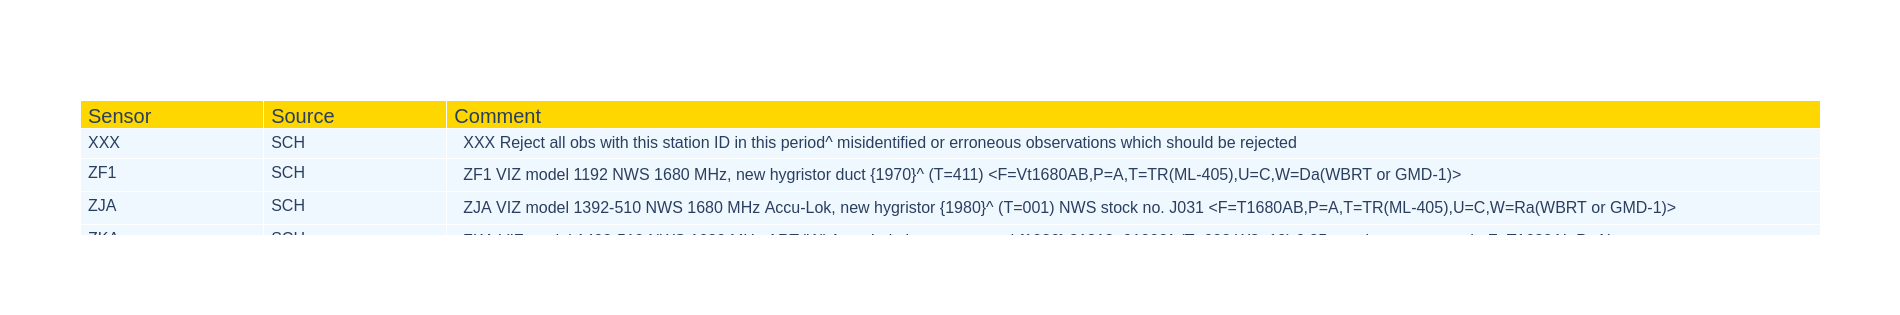 Sensor Source Comment
XXX SCH XXX Reject all obs with this station ID in this period^ misidentified or erroneous observations which should be rejected
ZF1 SCH ZF1 VIZ model 1192 NWS 1680 MHz, new hygristor duct {1970}^ (T=411) <F=Vt1680AB,P=A,T=TR(ML-405),U=C,W=Da(WBRT or GMD-1)>
ZJA SCH ZJA VIZ model 1392-510 NWS 1680 MHz Accu-Lok, new hygristor {1980}^ (T=001) NWS stock no. J031 <F=T1680AB,P=A,T=TR(ML-405),U=C,W=Ra(WBRT or GMD-1)>